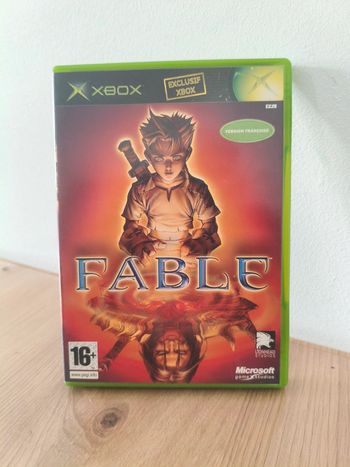 XBOX
EXCLUSIF
XBOX
VERSION FRANÇAISE
FABLE
16+
www.pegi.info
LIONHEAD
STUDIOS
Microsoft
game studios